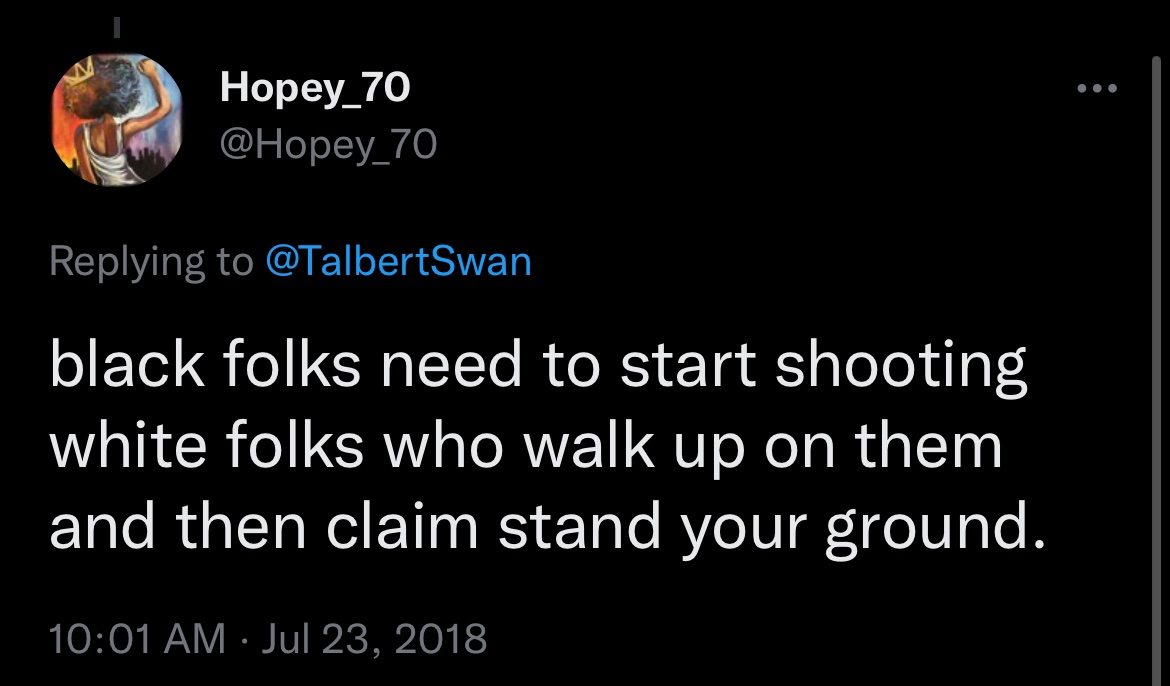 Hopey_70
@Hopey_70
Replying to @TalbertSwan
black folks need to start shooting
white folks who walk up on them
and then claim stand your ground.
10:01 AM · Jul 23, 2018